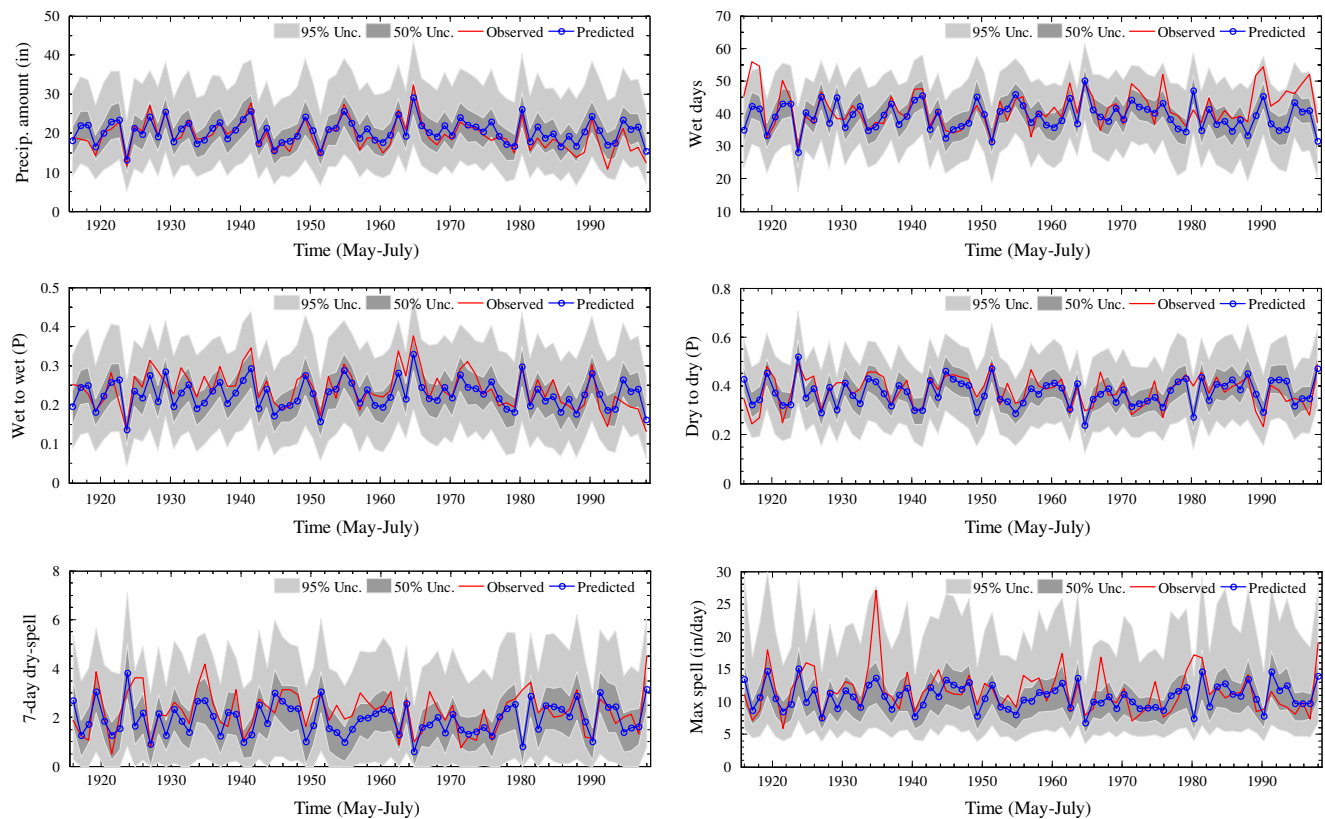 95% Unc. 50% Unc. Observed Predicted
Precip. amount (in)
50
40
30
20
10
0
1920 1930 1940 1950 1960 1970 1980 1990
Time (May-July)
95% Unc. 50% Unc. Observed Predicted
Wet days
70
60
50
40
30
20
10
1920 1930 1940 1950 1960 1970 1980 1990
Time (May-July)
95% Unc. 50% Unc. Observed Predicted
Wet to wet (P)
0.5
0.4
0.3
0.2
0.1
0
1920 1930 1940 1950 1960 1970 1980 1990
Time (May-July)
95% Unc. 50% Unc. Observed Predicted
Dry to dry (P)
0.8
0.6
0.4
0.2
0
1920 1930 1940 1950 1960 1970 1980 1990
Time (May-July)
95% Unc. 50% Unc. Observed Predicted
7-day dry-spell
8
6
4
2
0
1920 1930 1940 1950 1960 1970 1980 1990
Time (May-July)
95% Unc. 50% Unc. Observed Predicted
Max spell (in/day)
30
25
20
15
10
5
0
1920 1930 1940 1950 1960 1970 1980 1990
Time (May-July)